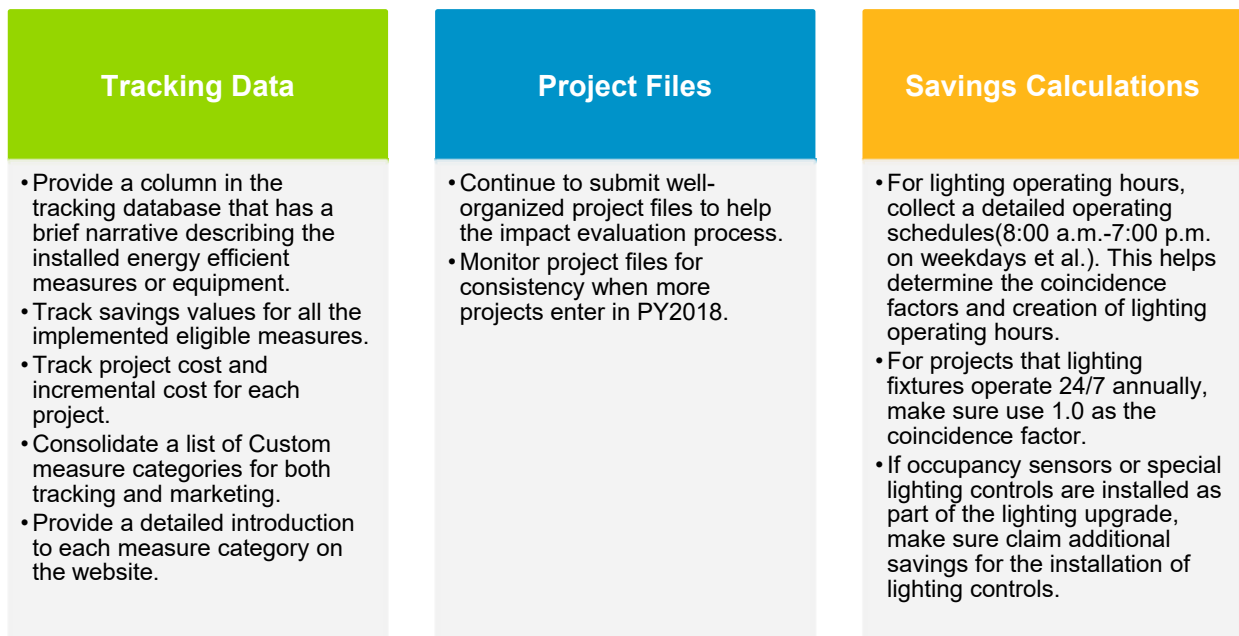 Tracking Data
• Provide a column in the
tracking database that has a
brief narrative describing the
installed energy efficient
measures or equipment.
• Track savings values for all the
implemented eligible measures.
• Track project cost and
incremental cost for each
project.
• Consolidate a list of Custom
measure categories for both
tracking and marketing.
• Provide a detailed introduction
to each measure category on
the website.
Project Files
• Continue to submit well-
organized project files to help
the impact evaluation process.
• Monitor project files for
consistency when more
projects enter in PY2018.
Savings Calculations
• For lighting operating hours,
collect a detailed operating
schedules(8:00 a.m.-7:00 p.m.
on weekdays et al.). This helps
determine the coincidence
factors and creation of lighting
operating hours.
• For projects that lighting
fixtures operate 24/7 annually,
make sure use 1.0 as the
coincidence factor.
• If occupancy sensors or special
lighting controls are installed as
part of the lighting upgrade,
make sure claim additional
savings for the installation of
lighting controls.